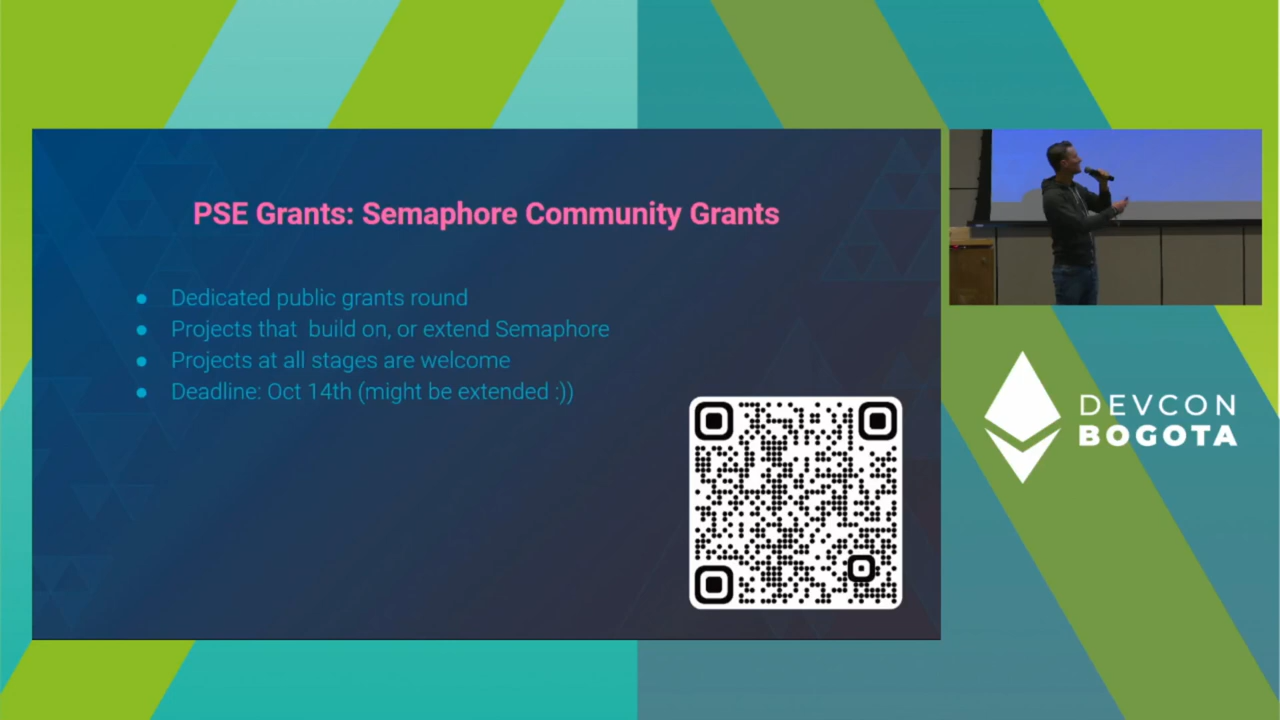 PSE Grants: Semaphore Community Grants
● Dedicated public grants round
● Projects that  build on, or extend Semaphore
● Projects at all stages are welcome
● Deadline: Oct 14th (might be extended :))
DEVCON
BOGOTA